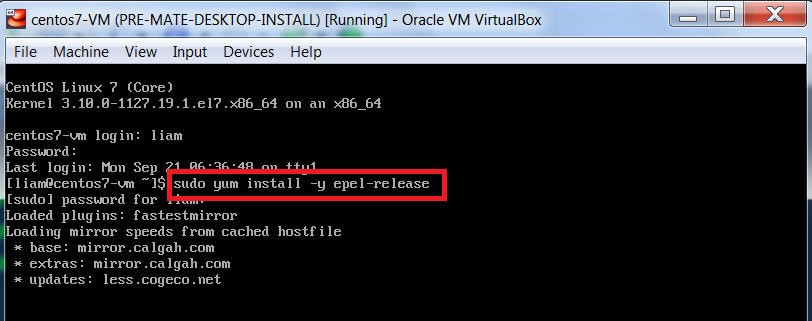 centos7-VM (PRE-MATE-DESKTOP-INSTALL) [Running] - Oracle VM VirtualBox
File Machine View Input Devices Help
CentOS Linux 7 (Core)
Kernel 3.10.0-1127.19.1.el7.x86_64 on an x86_64
centos7-vm login: liam
Password:
Last login: Mon Sep 21 06:36:48 on tty1
[liam@centos7-vm ~]$ sudo yum install -y epel-release
[sudo] password for liam:
Loaded plugins: fastestmirror
Loading mirror speeds from cached hostfile
* base: mirror.calgah.com
* extras: mirror.calgah.com
* updates: less.cogeco.net